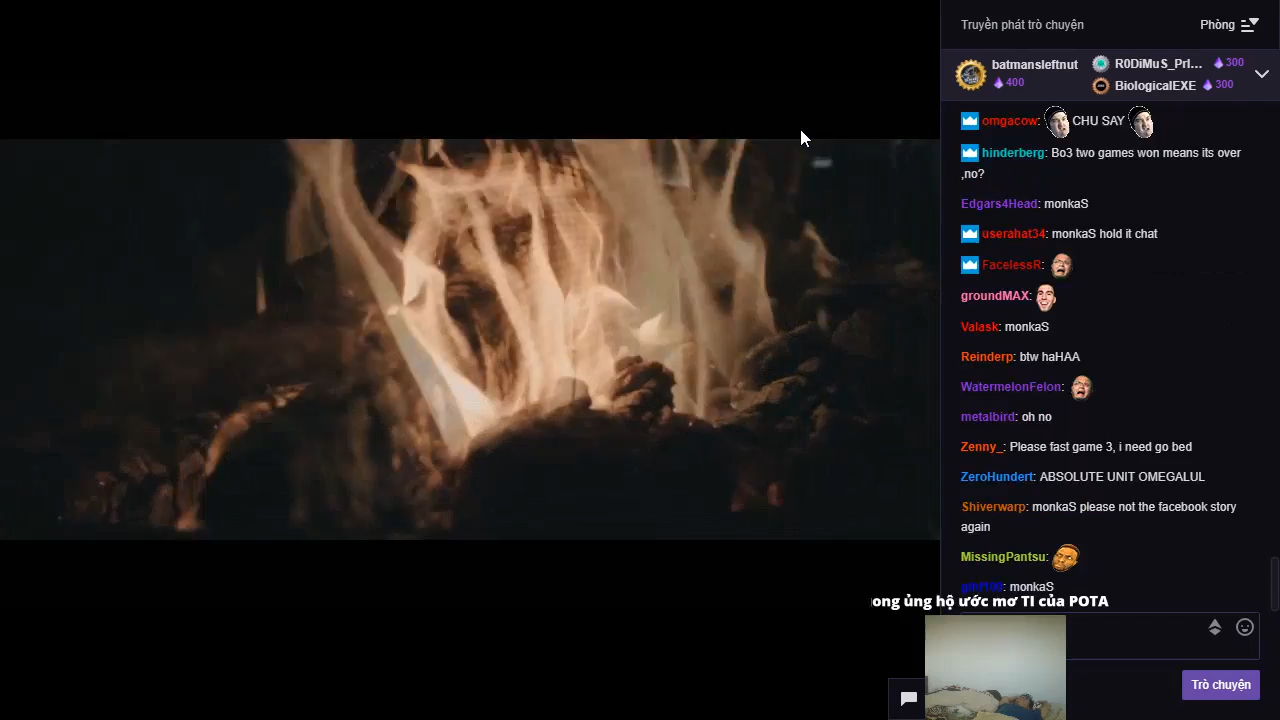 Truyền phát trò chuyện
Phòng
batmansleftnut
400
R0DiMuS_PrI...
300
BiologicalEXE
300
omgacow: CHU SAY
hinderberg: Bo3 two games won means its over
,no?
Edgars4Head: monkaS
userahat34: monkaS hold it chat
FacelessR:
groundMAX:
Valask: monkaS
Reinderp: btw haHAA
WatermelonFelon:
metalbird: oh no
Zenny_: Please fast game 3, i need go bed
ZeroHundert: ABSOLUTE UNIT OMEGALUL
Shiverwarp: monkaS please not the facebook story
again
MissingPantsu:
: monkaS
ong ủng hộ ước mơ TI của POTA
Trò chuyện